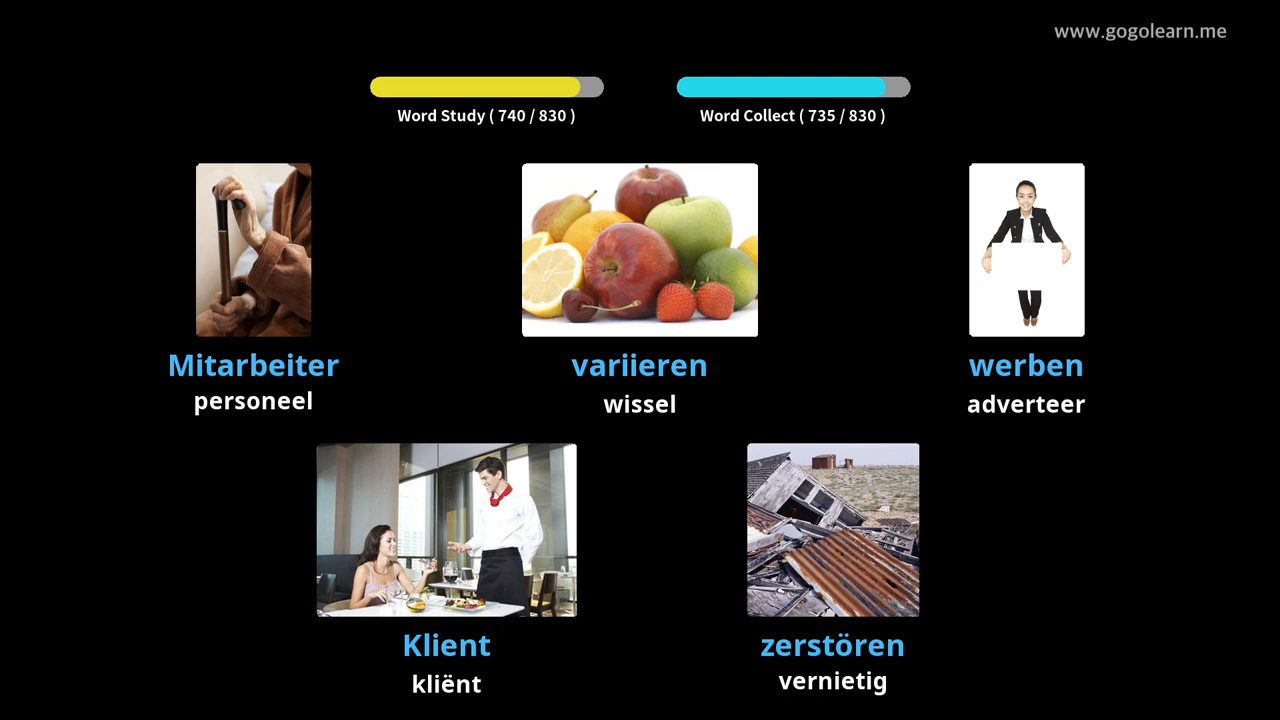 www.gogolearn.me
Word Study ( 740 / 830 )
Word Collect ( 735 / 830 )
Mitarbeiter
personeel
variieren
wissel
werben
adverteer
Klient
kliënt
zerstören
vernietig